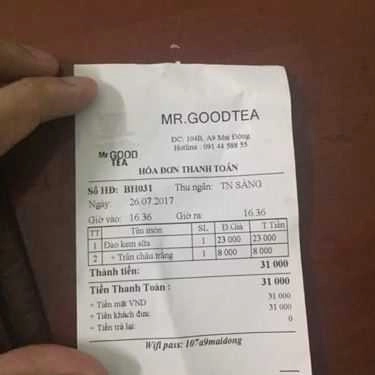 MR.GOODTEA
ĐC: 104B, A9 Mai Động
Hotline : 091 44 588 55
Mr GOOD
TEA
HÓA ĐƠN THANH TOÁN
Số HĐ: BH031 Thu ngân: TN SÁNG
Ngày: 26.07.2017
Giờ vào: 16:36 Giờ ra: 16:36
TT Tên món SL Đ.Giá T.Tiền
1 Đào kem sữa 1 23 000 23 000
2 + Trân châu trắng 1 8 000 8 000
Thành tiền: 31 000
Tiền Thanh Toán : 31 000
+ Tiền mặt VND 31 000
+ Tiền khách đưa: 31 000
+ Tiền trả lại: 0
Wifi pass: 107a9maidong